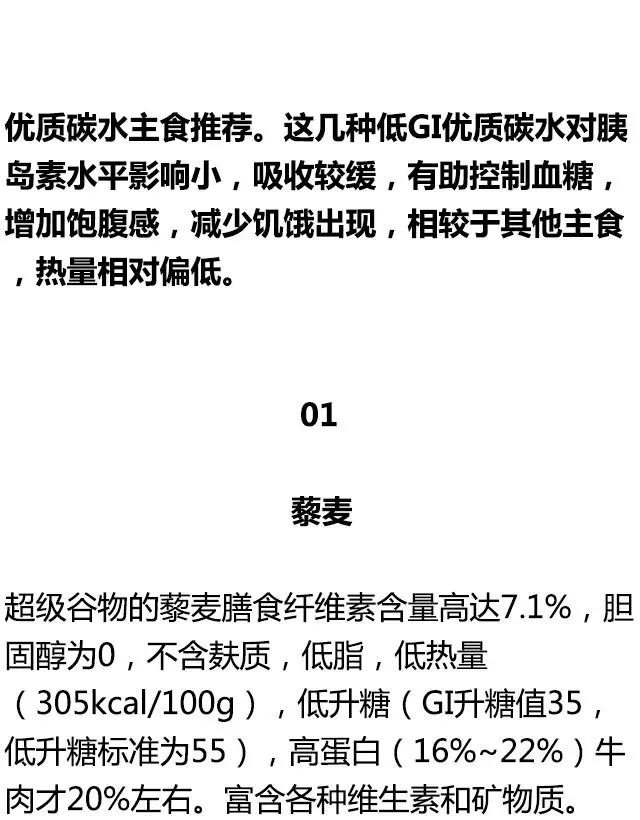 优质碳水主食推荐。这几种低GI优质碳水对胰
岛素水平影响小，吸收较缓，有助控制血糖，
增加饱腹感，减少饥饿出现，相较于其他主食
，热量相对偏低。
01
藜麦
超级谷物的藜麦膳食纤维素含量高达7.1%，胆
固醇为0，不含麸质，低脂，低热量
（305kcal/100g），低升糖（GI升糖值35，
低升糖标准为55），高蛋白（16%~22%）牛
肉才20%左右。富含各种维生素和矿物质。